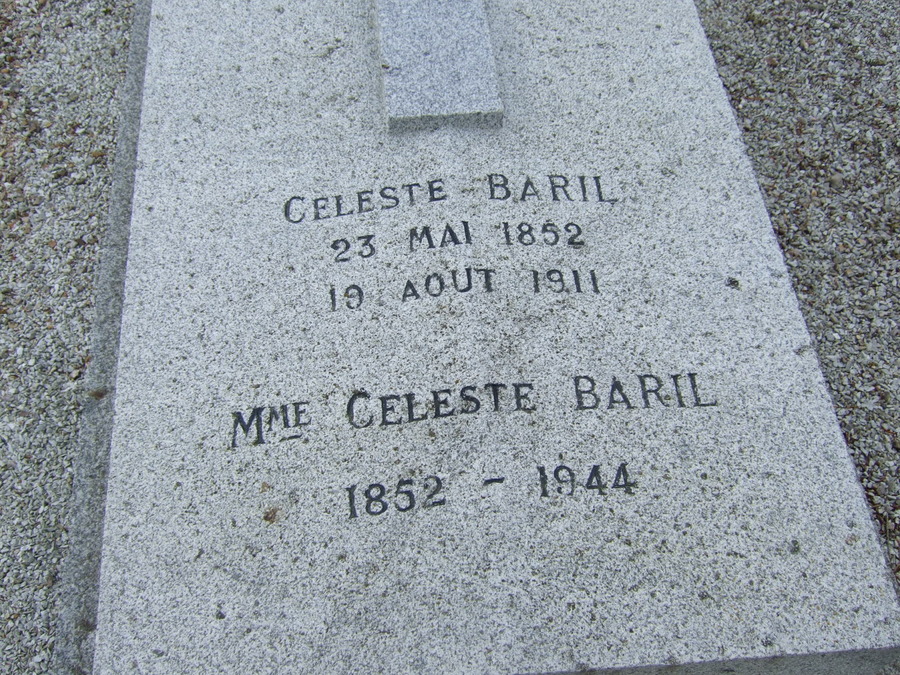 CELESTE BARIL
23 MAI 1852
19 AOUT 1911
MME CELESTE BARIL
1852 - 1944